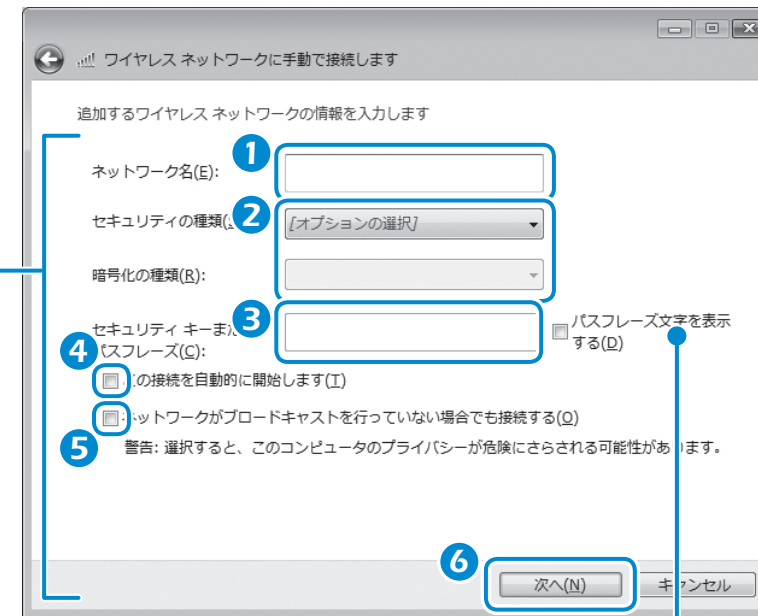 ワイヤレス ネットワークに手動で接続します
追加するワイヤレス ネットワークの情報を入力します
1
ネットワーク名(E):
セキュリティの種類(
2
[オプションの選択]
暗号化の種類(R):
3
セキュリティ キーまた
パスフレーズ(C):
パスフレーズ文字を表示
する(D)
4
この接続を自動的に開始します(T)
ネットワークがブロードキャストを行っていない場合でも接続する(O)
5
警告: 選択すると、このコンピュータのプライバシーが危険にさらされる可能性があります。
6
次へ(N)
キャンセル